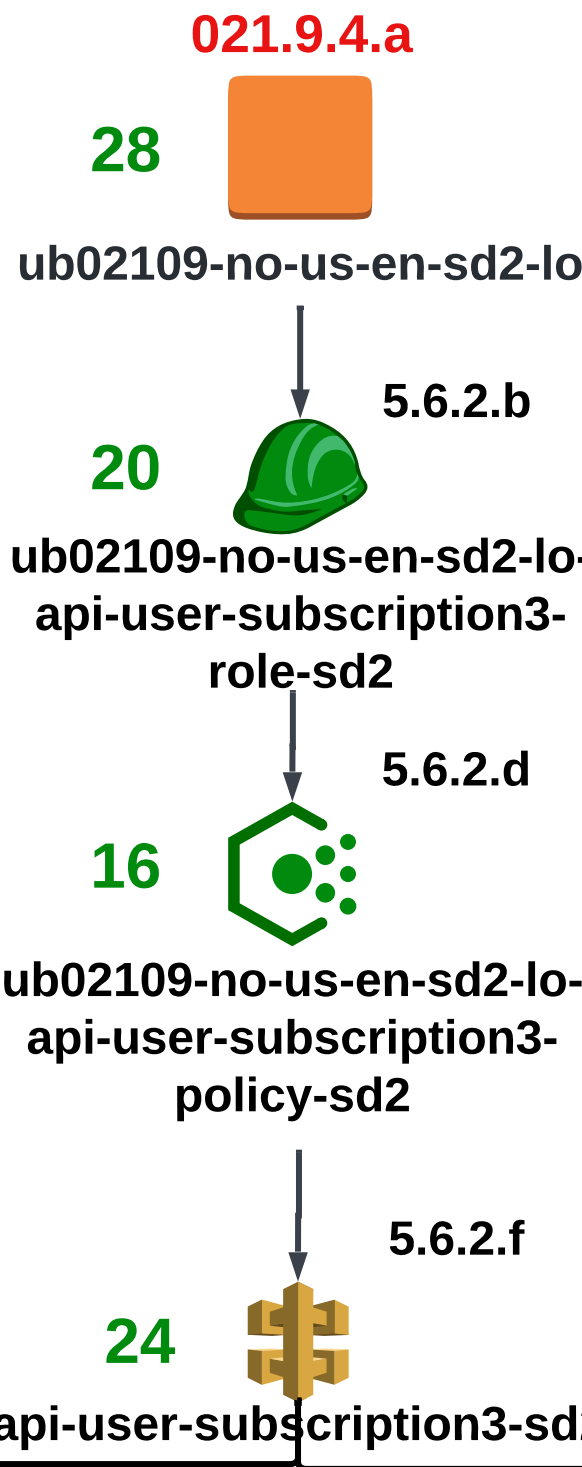 021.9.4.a
28
ub02109-no-us-en-sd2-lo
5.6.2.b
20
ub02109-no-us-en-sd2-lo-
api-user-subscription3-
role-sd2
5.6.2.d
16
ub02109-no-us-en-sd2-lo-
api-user-subscription3-
policy-sd2
5.6.2.f
24
api-user-subscription3-sd2